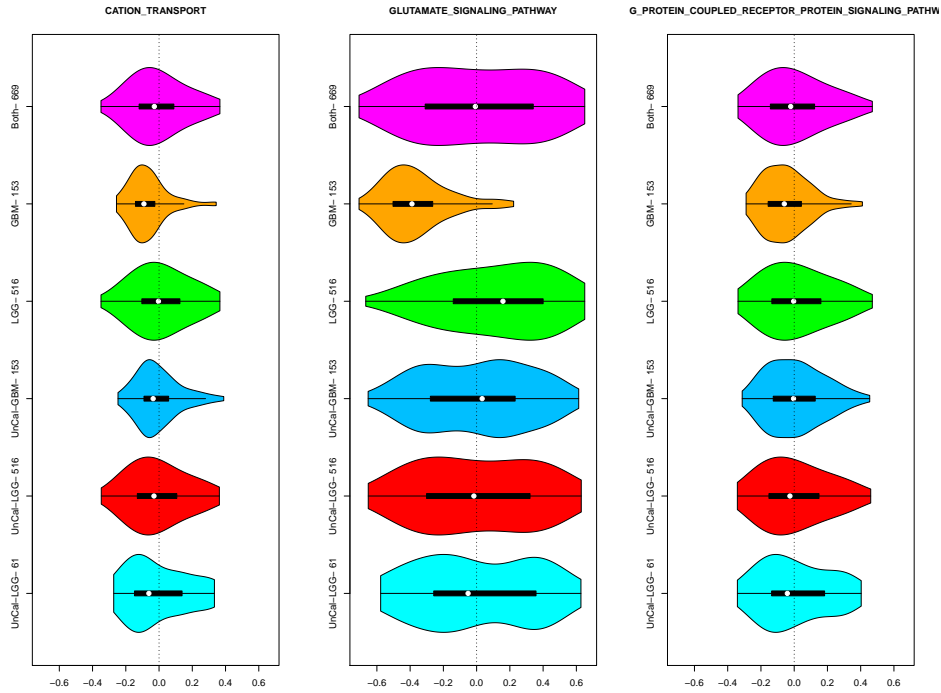 CATION_TRANSPORT
Both− 669
GBM− 153
LGG− 516
UnCal−GBM− 153
UnCal−LGG− 516
UnCal−LGG− 61
−0.6 −0.4 −0.2 0.0 0.2 0.4 0.6
GLUTAMATE_SIGNALING_PATHWAY
Both− 669
GBM− 153
LGG− 516
UnCal−GBM− 153
UnCal−LGG− 516
UnCal−LGG− 61
−0.6 −0.4 −0.2 0.0 0.2 0.4 0.6
G_PROTEIN_COUPLED_RECEPTOR_PROTEIN_SIGNALING_PATHW
Both− 669
GBM− 153
LGG− 516
UnCal−GBM− 153
UnCal−LGG− 516
UnCal−LGG− 61
−0.6 −0.4 −0.2 0.0 0.2 0.4 0.6